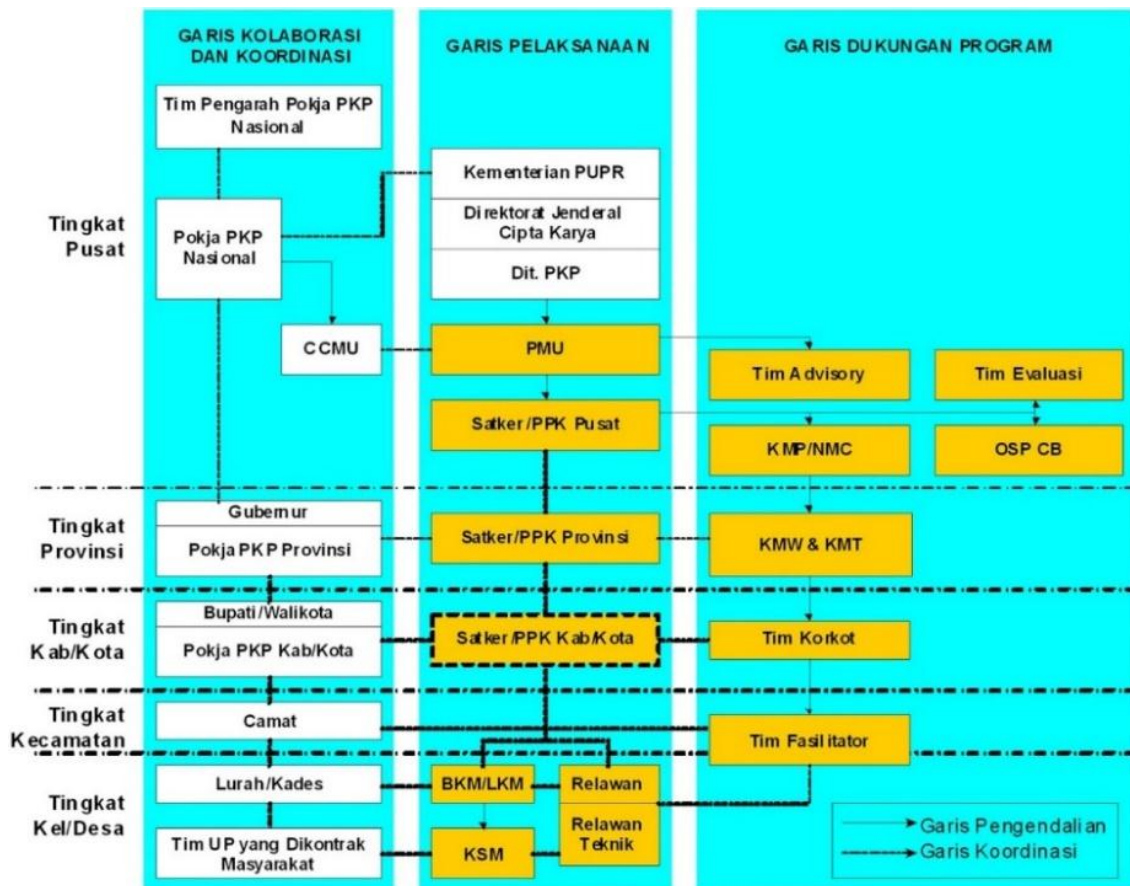 GARIS KOLABORASI
DAN KOORDINASI
GARIS PELAKSANAAN
GARIS DUKUNGAN PROGRAM
Tingkat
Pusat
Tim Pengarah Pokja PKP
Nasional
Pokja PKP
Nasional
CCMU
Kementerian PUPR
Direktorat Jenderal
Cipta Karya
Dit. PKP
PMU
Satker/PPK Pusat
Tim Advisory
Tim Evaluasi
KMP/NMC
OSP CB
Tingkat
Provinsi
Gubernur
Pokja PKP Provinsi
Satker/PPK Provinsi
KMW & KMT
Tingkat
Kab/Kota
Bupati/Walikota
Pokja PKP Kab/Kota
Satker/PPK Kab/Kota
Tim Korkot
Tingkat
Kecamatan
Camat
Tim Fasilitator
Tingkat
Kel/Desa
Lurah/Kades
BKM/LKM
Relawan
Tim UP yang Dikontrak
Masyarakat
KSM
Relawan
Teknik
Garis Pengendalian
Garis Koordinasi